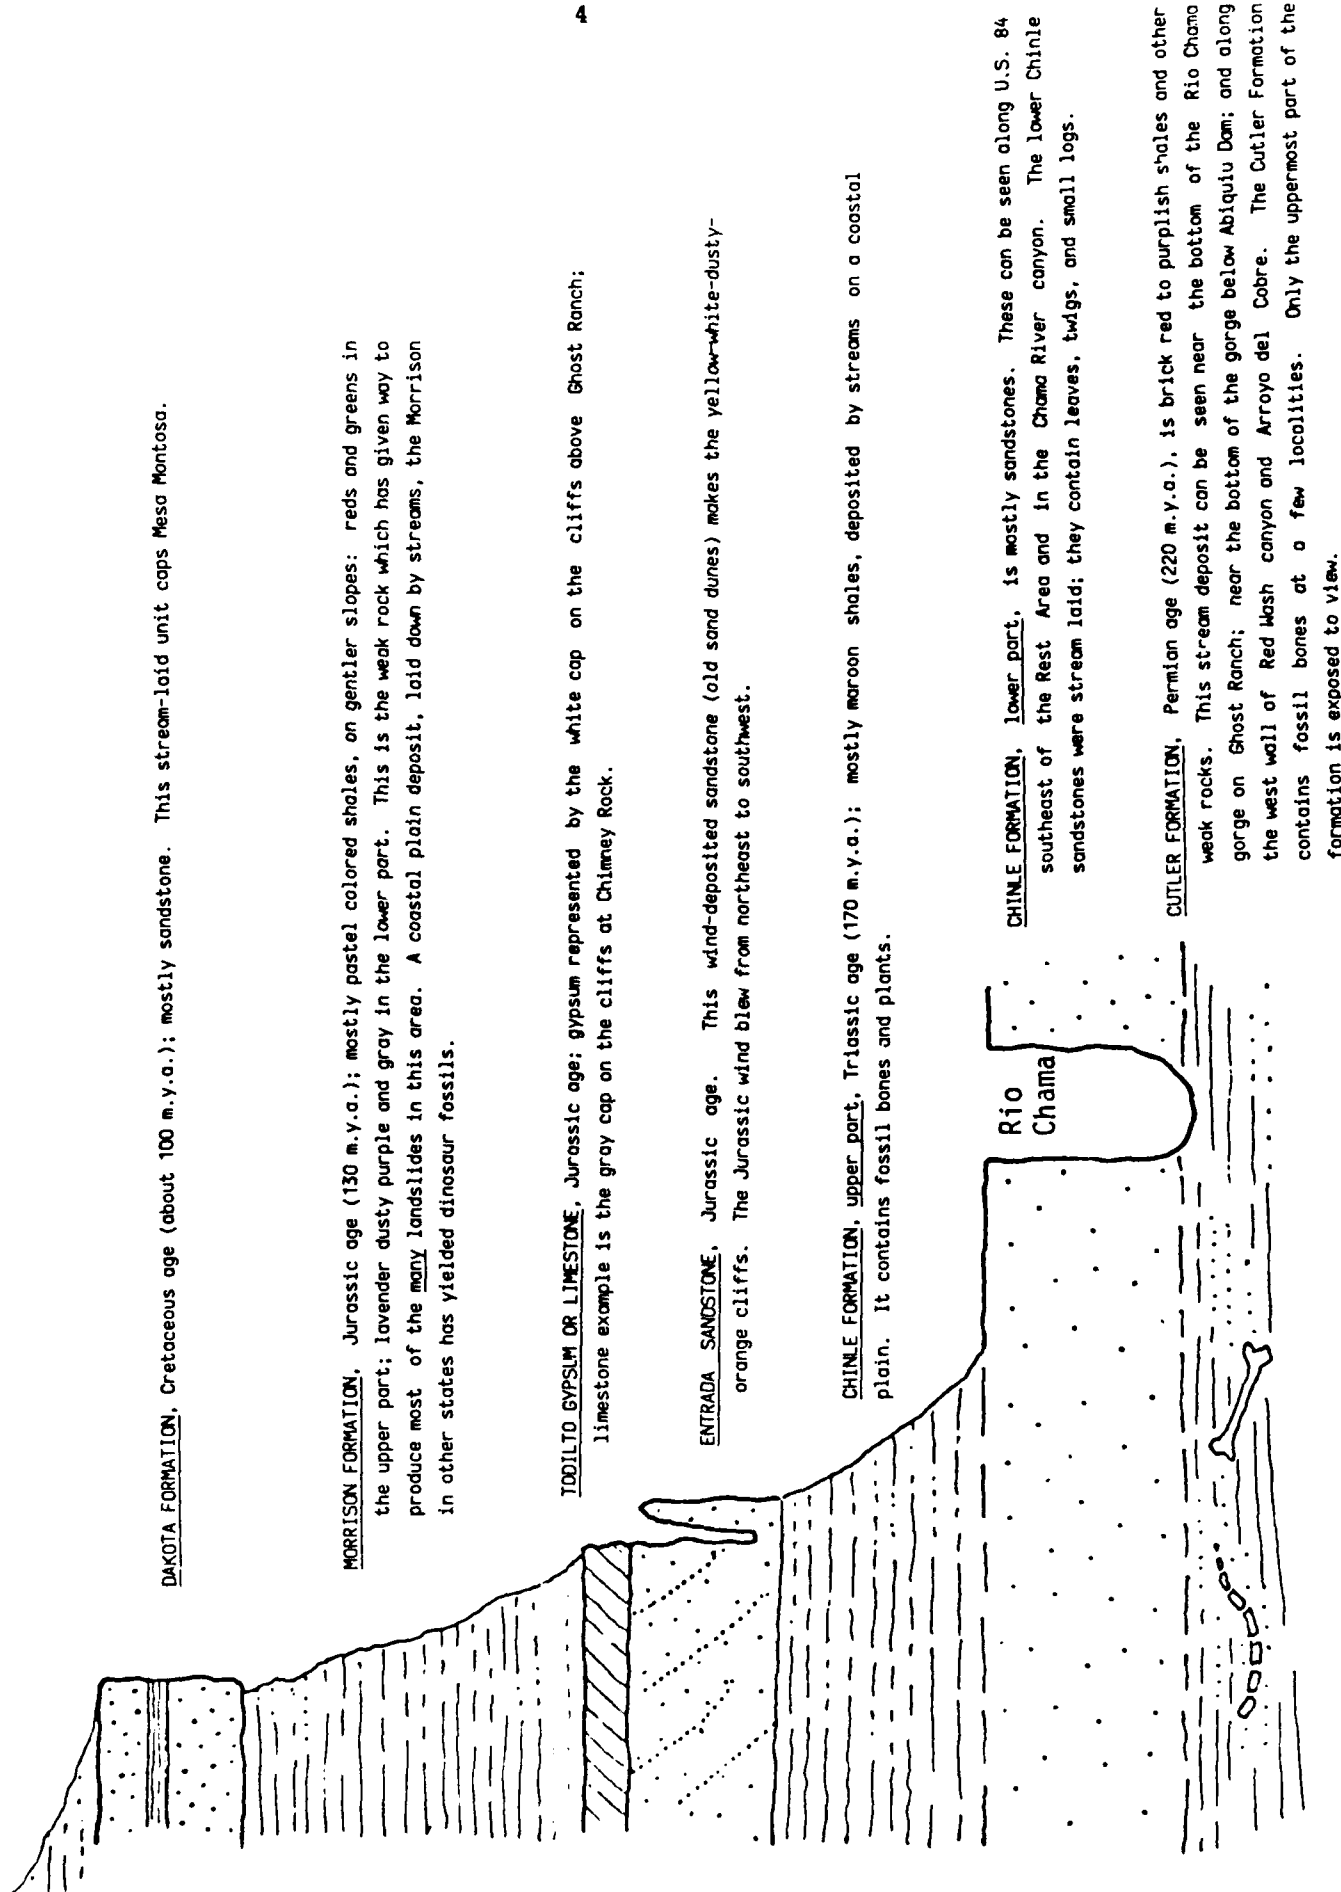 4
DAKOTA FORMATION, Cretaceous age (about 100 m.y.a.); mostly sandstone. This stream-laid unit caps Mesa Montosa.
MORRISON FORMATION, Jurassic age (130 m.y.a.); mostly pastel colored shales, on gentler slopes: reds and greens in
the upper part; lavender dusty purple and gray in the lower part. This is the weak rock which has given way to
produce most of the many landslides in this area. A coastal plain deposit, laid down by streams, the Morrison
in other states has yielded dinosaur fossils.
TODILTO GYPSUM OR LIMESTONE, Jurassic age; gypsum represented by the white cap on the cliffs above Ghost Ranch;
limestone example is the gray cap on the cliffs at Chimney Rock.
ENTRADA SANDSTONE, Jurassic age. This wind-deposited sandstone (old sand dunes) makes the yellow-white-dusty-
orange cliffs. The Jurassic wind blew from northeast to southwest.
CHINLE FORMATION, upper part, Triassic age (170 m.y.a.); mostly maroon shales, deposited by streams on a coastal
plain. It contains fossil bones and plants.
CHINLE FORMATION, lower part, is mostly sandstones. These can be seen along U.S. 84
southeast of the Rest Area and in the Chama River canyon. The lower Chinle
sandstones were stream laid; they contain leaves, twigs, and small logs.
Rio
Chama
CUTLER FORMATION, Permian age (220 m.y.a.), is brick red to purplish shales and other
weak rocks. This stream deposit can be seen near the bottom of the Rio Chama
gorge on Ghost Ranch; near the bottom of the gorge below Abiquiu Dam; and along
the west wall of Red Wash canyon and Arroyo del Cobre. The Cutler Formation
contains fossil bones at a few localities. Only the uppermost part of the
formation is exposed to view.